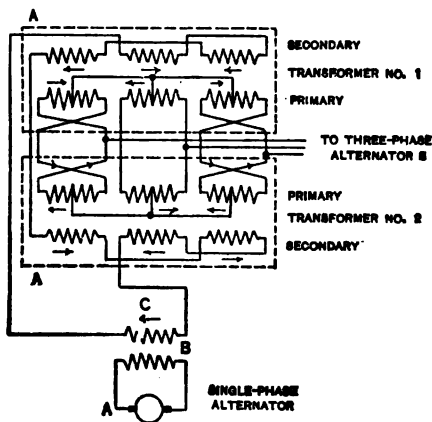 A
SECONDARY
TRANSFORMER NO. 1
PRIMARY
TO THREE-PHASE
ALTERNATOR B
PRIMARY
TRANSFORMER NO. 2
SECONDARY
A
C
B
A
SINGLE-PHASE
ALTERNATOR